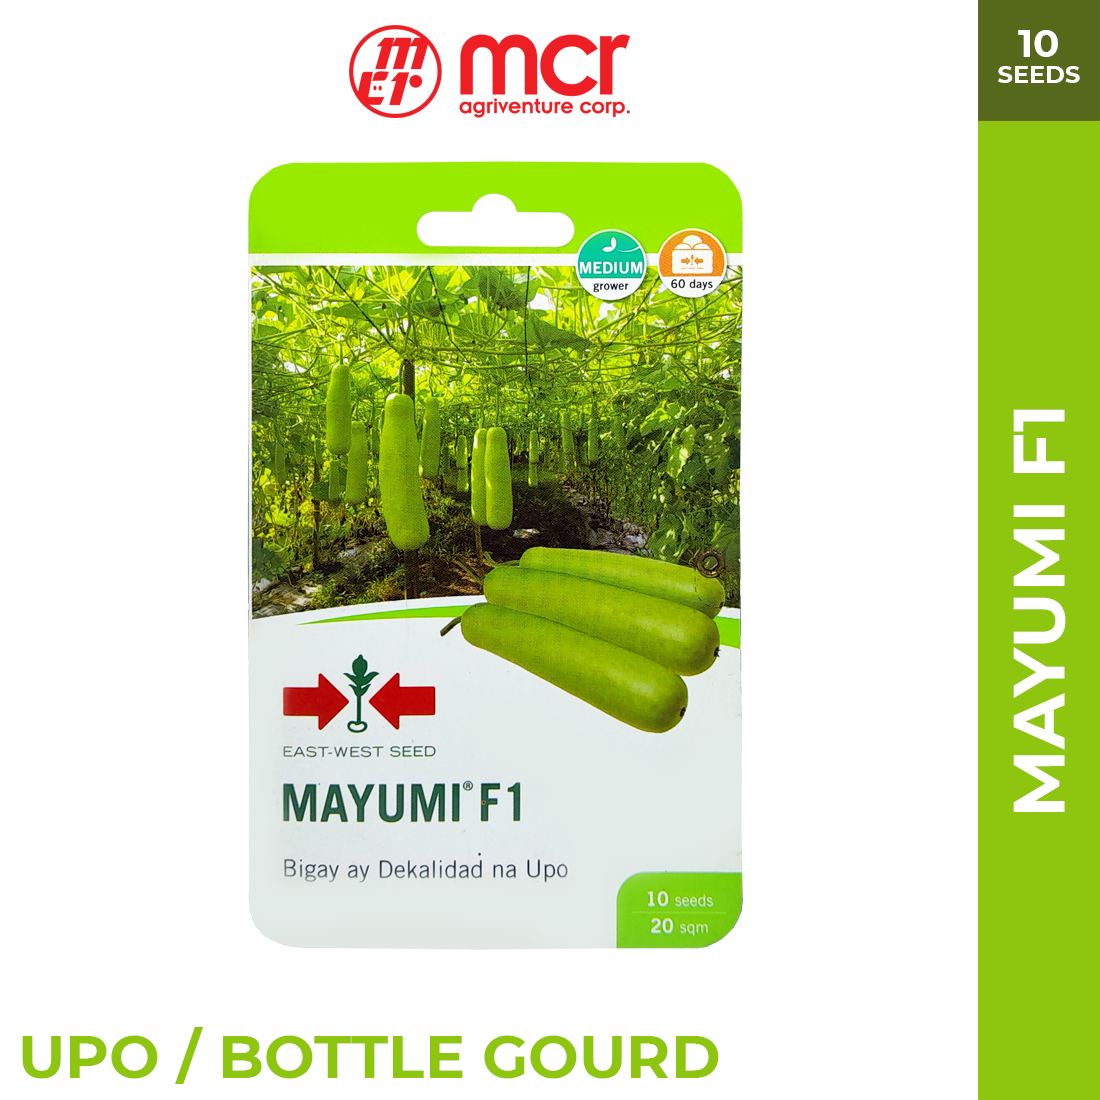 mcr
mcr
agriventure corp.
10
SEEDS
MEDIUM
grower
60 days
EAST-WEST SEED
MAYUMI® F1
Bigay ay Dekalidad na Upo
10 seeds
20 sqm
MAYUMI F1
UPO / BOTTLE GOURD